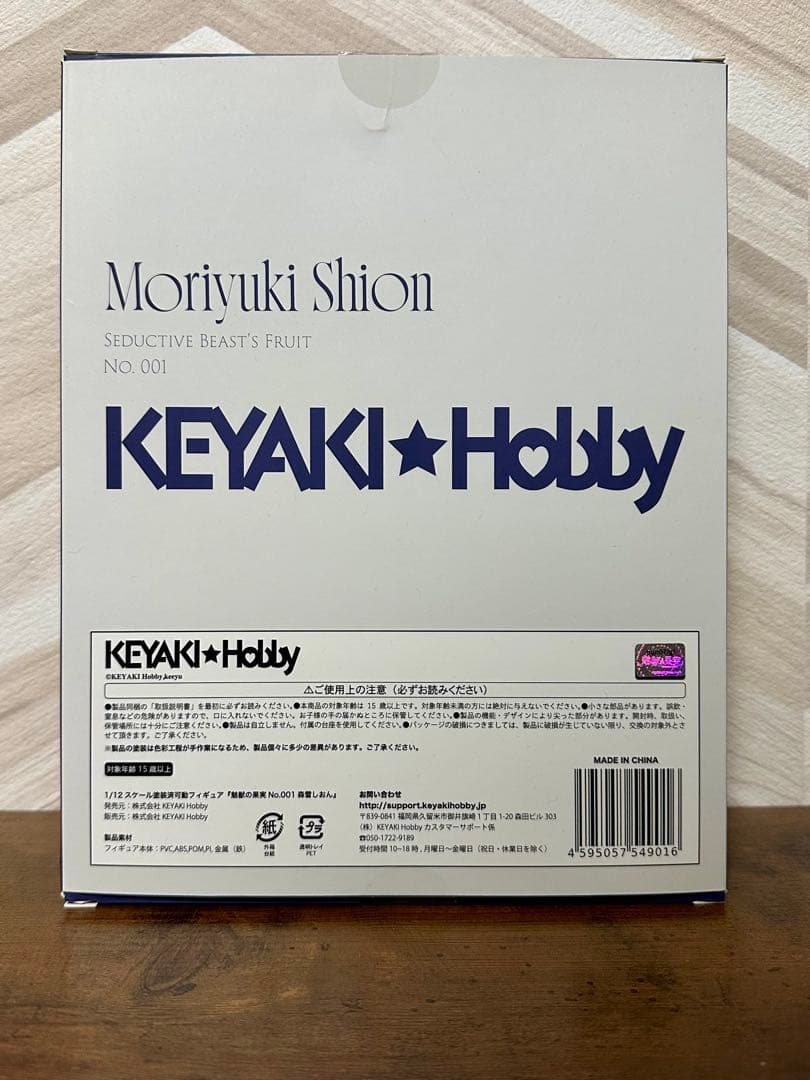 Moriyuki Shion
SEDUCTIVE BEAST'S FRUIT
No. 001
KEYAKI★Hobby
KEYAKI★Hobby
©KEYAKI Hobby,keeyu
⚠ご使用上の注意（必ずお読みください）
●製品同梱の「取扱説明書」を最初に必ずお読みください。●本商品の対象年齢は 15 歳以上です。対象年齢未満の方には絶対に与えないでください。●小さな部品があります。誤飲・
窒息などの危険がありますので、口に入れないでください。お子様の手の届かぬところに保管してください。●製品の機能・デザインにより尖った部分があります。開封時、取扱い、
保管場所には十分にご注意ください。●製品は自立しません、付属の台座を使用してください。●パッケージの破損につきましては、製品に破損が生じていない限り、交換の対象外とさ
せて頂きます。ご了承ください。
※製品の塗装は色彩工程が手作業になるため、製品個々に多少の差異があります。ご了承ください。
対象年齢 15 歳以上
MADE IN CHINA
1/12 スケール塗装済可動フィギュア『魅獣の果実 No.001 森雪しおん』
発売元：株式会社 KEYAKI Hobby
販売元：株式会社 KEYAKI Hobby
製品素材
フィギュア本体：PVC,ABS,POM,PI, 金属（鉄）
紙
外箱
台紙
プラ
透明トレイ
PET
お問い合わせ
http://support.keyakihobby.jp
〒839-0841 福岡県久留米市御井旗崎 1 丁目 1-20 森田ビル 303
（株）KEYAKI Hobby カスタマーサポート係
☎050-1722-9189
受付時間 10~18 時 , 月曜日～金曜日（祝日・休業日を除く）
4 595057 549016